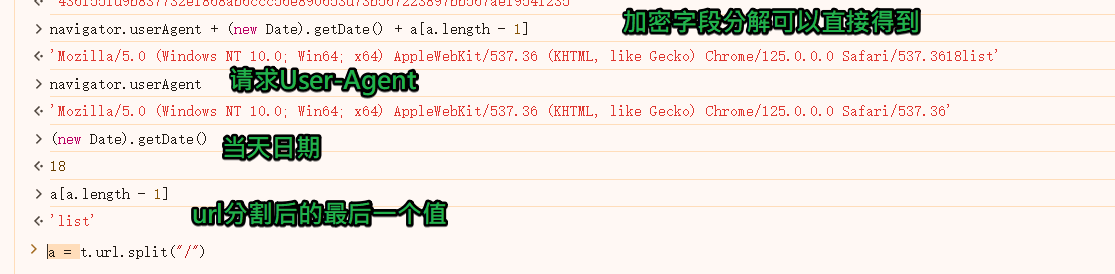 加密字段分解可以直接得到
navigator.userAgent + (new Date).getDate() + a[a.length - 1]
'Mozilla/5.0 (Windows NT 10.0; Win64; x64) AppleWebKit/537.36 (KHTML, like Gecko) Chrome/125.0.0.0 Safari/537.3618list'
navigator.userAgent
请求User-Agent
'Mozilla/5.0 (Windows NT 10.0; Win64; x64) AppleWebKit/537.36 (KHTML, like Gecko) Chrome/125.0.0.0 Safari/537.36'
(new Date).getDate()
当天日期
18
a[a.length - 1]
'list'
url分割后的最后一个值
a = t.url.split("/")